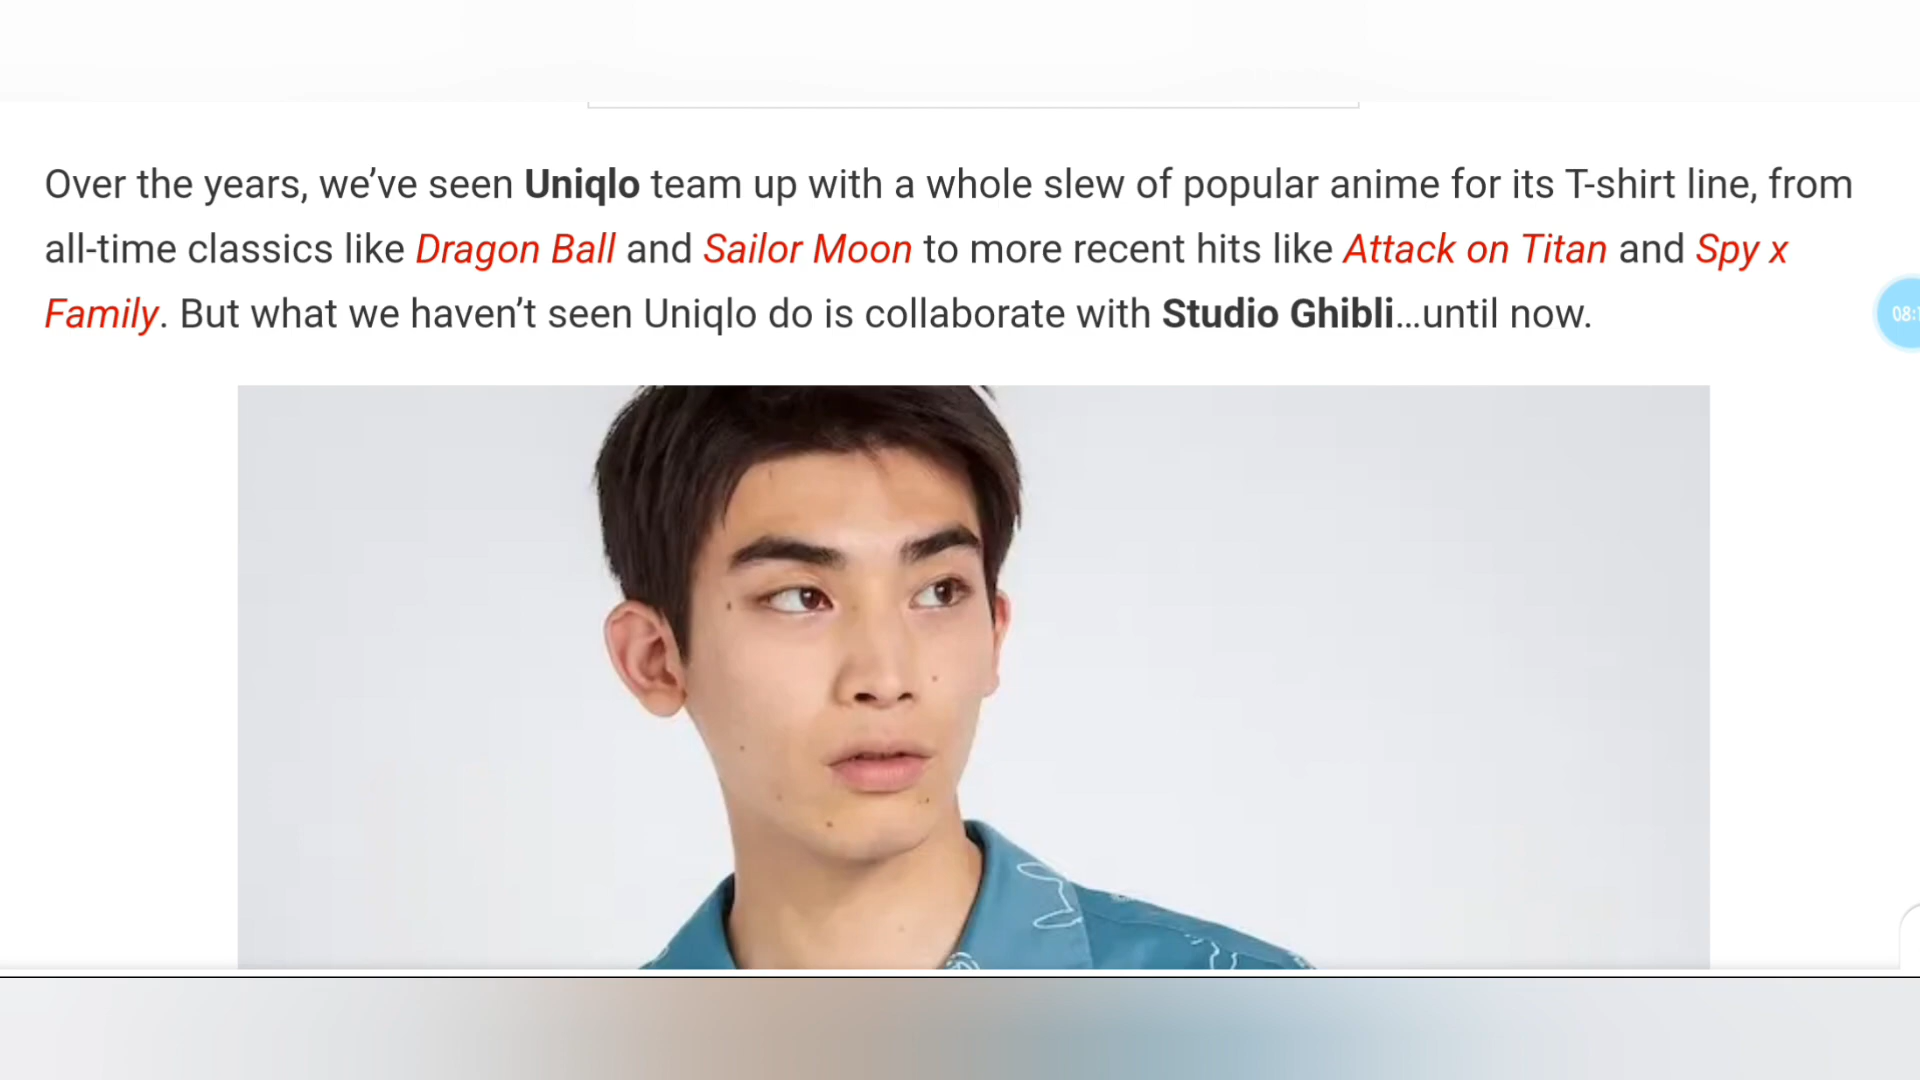 Over the years, we’ve seen Uniqlo team up with a whole slew of popular anime for its T-shirt line, from
all-time classics like Dragon Ball and Sailor Moon to more recent hits like Attack on Titan and Spy x
Family. But what we haven’t seen Uniqlo do is collaborate with Studio Ghibli…until now.